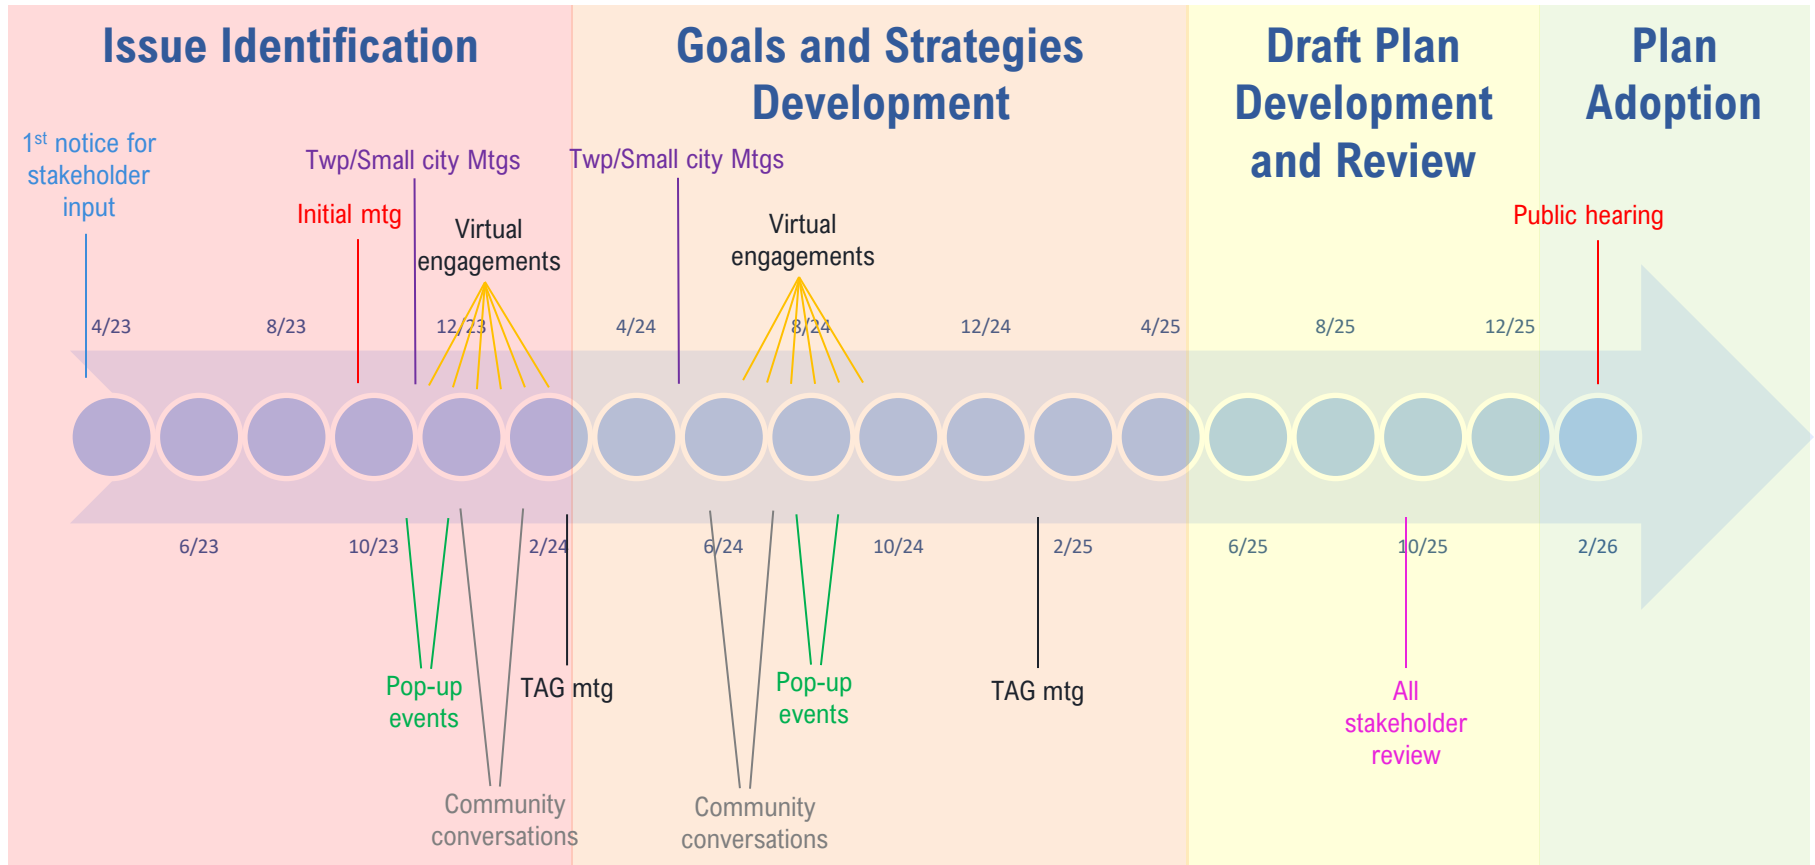 Issue Identification
Goals and Strategies
Development
Draft Plan
Development
and Review
Plan
Adoption
1st notice for
stakeholder
input
Twp/Small city Mtgs
Initial mtg
Virtual
engagements
Twp/Small city Mtgs
Virtual
engagements
Public hearing
4/23
8/23
12/23
4/24
8/24
12/24
4/25
8/25
12/25
6/23
10/23
2/24
6/24
10/24
2/25
6/25
10/25
2/26
Pop-up
events
TAG mtg
Community
conversations
Pop-up
events
Community
conversations
TAG mtg
All
stakeholder
review